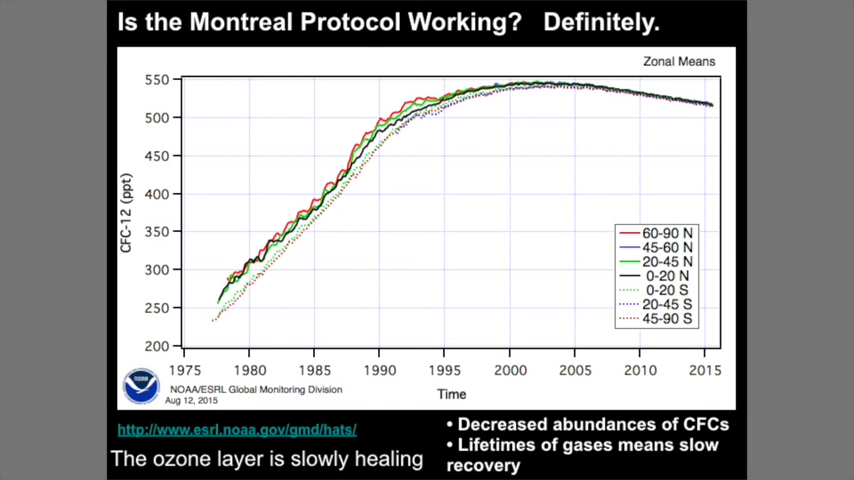 Is the Montreal Protocol Working? Definitely.
Zonal Means
550
500
450
400
350
300
250
200
CFC-12 (ppt)
60-90 N
45-60 N
20-45 N
0-20 N
0-20 S
20-45 S
45-90 S
1975 1980 1985 1990 1995 2000 2005 2010 2015
Time
NOAA
NOAA/ESRL Global Monitoring Division
Aug 12, 2015
http://www.esrl.noaa.gov/gmd/hats/
The ozone layer is slowly healing
• Decreased abundances of CFCs
• Lifetimes of gases means slow
recovery